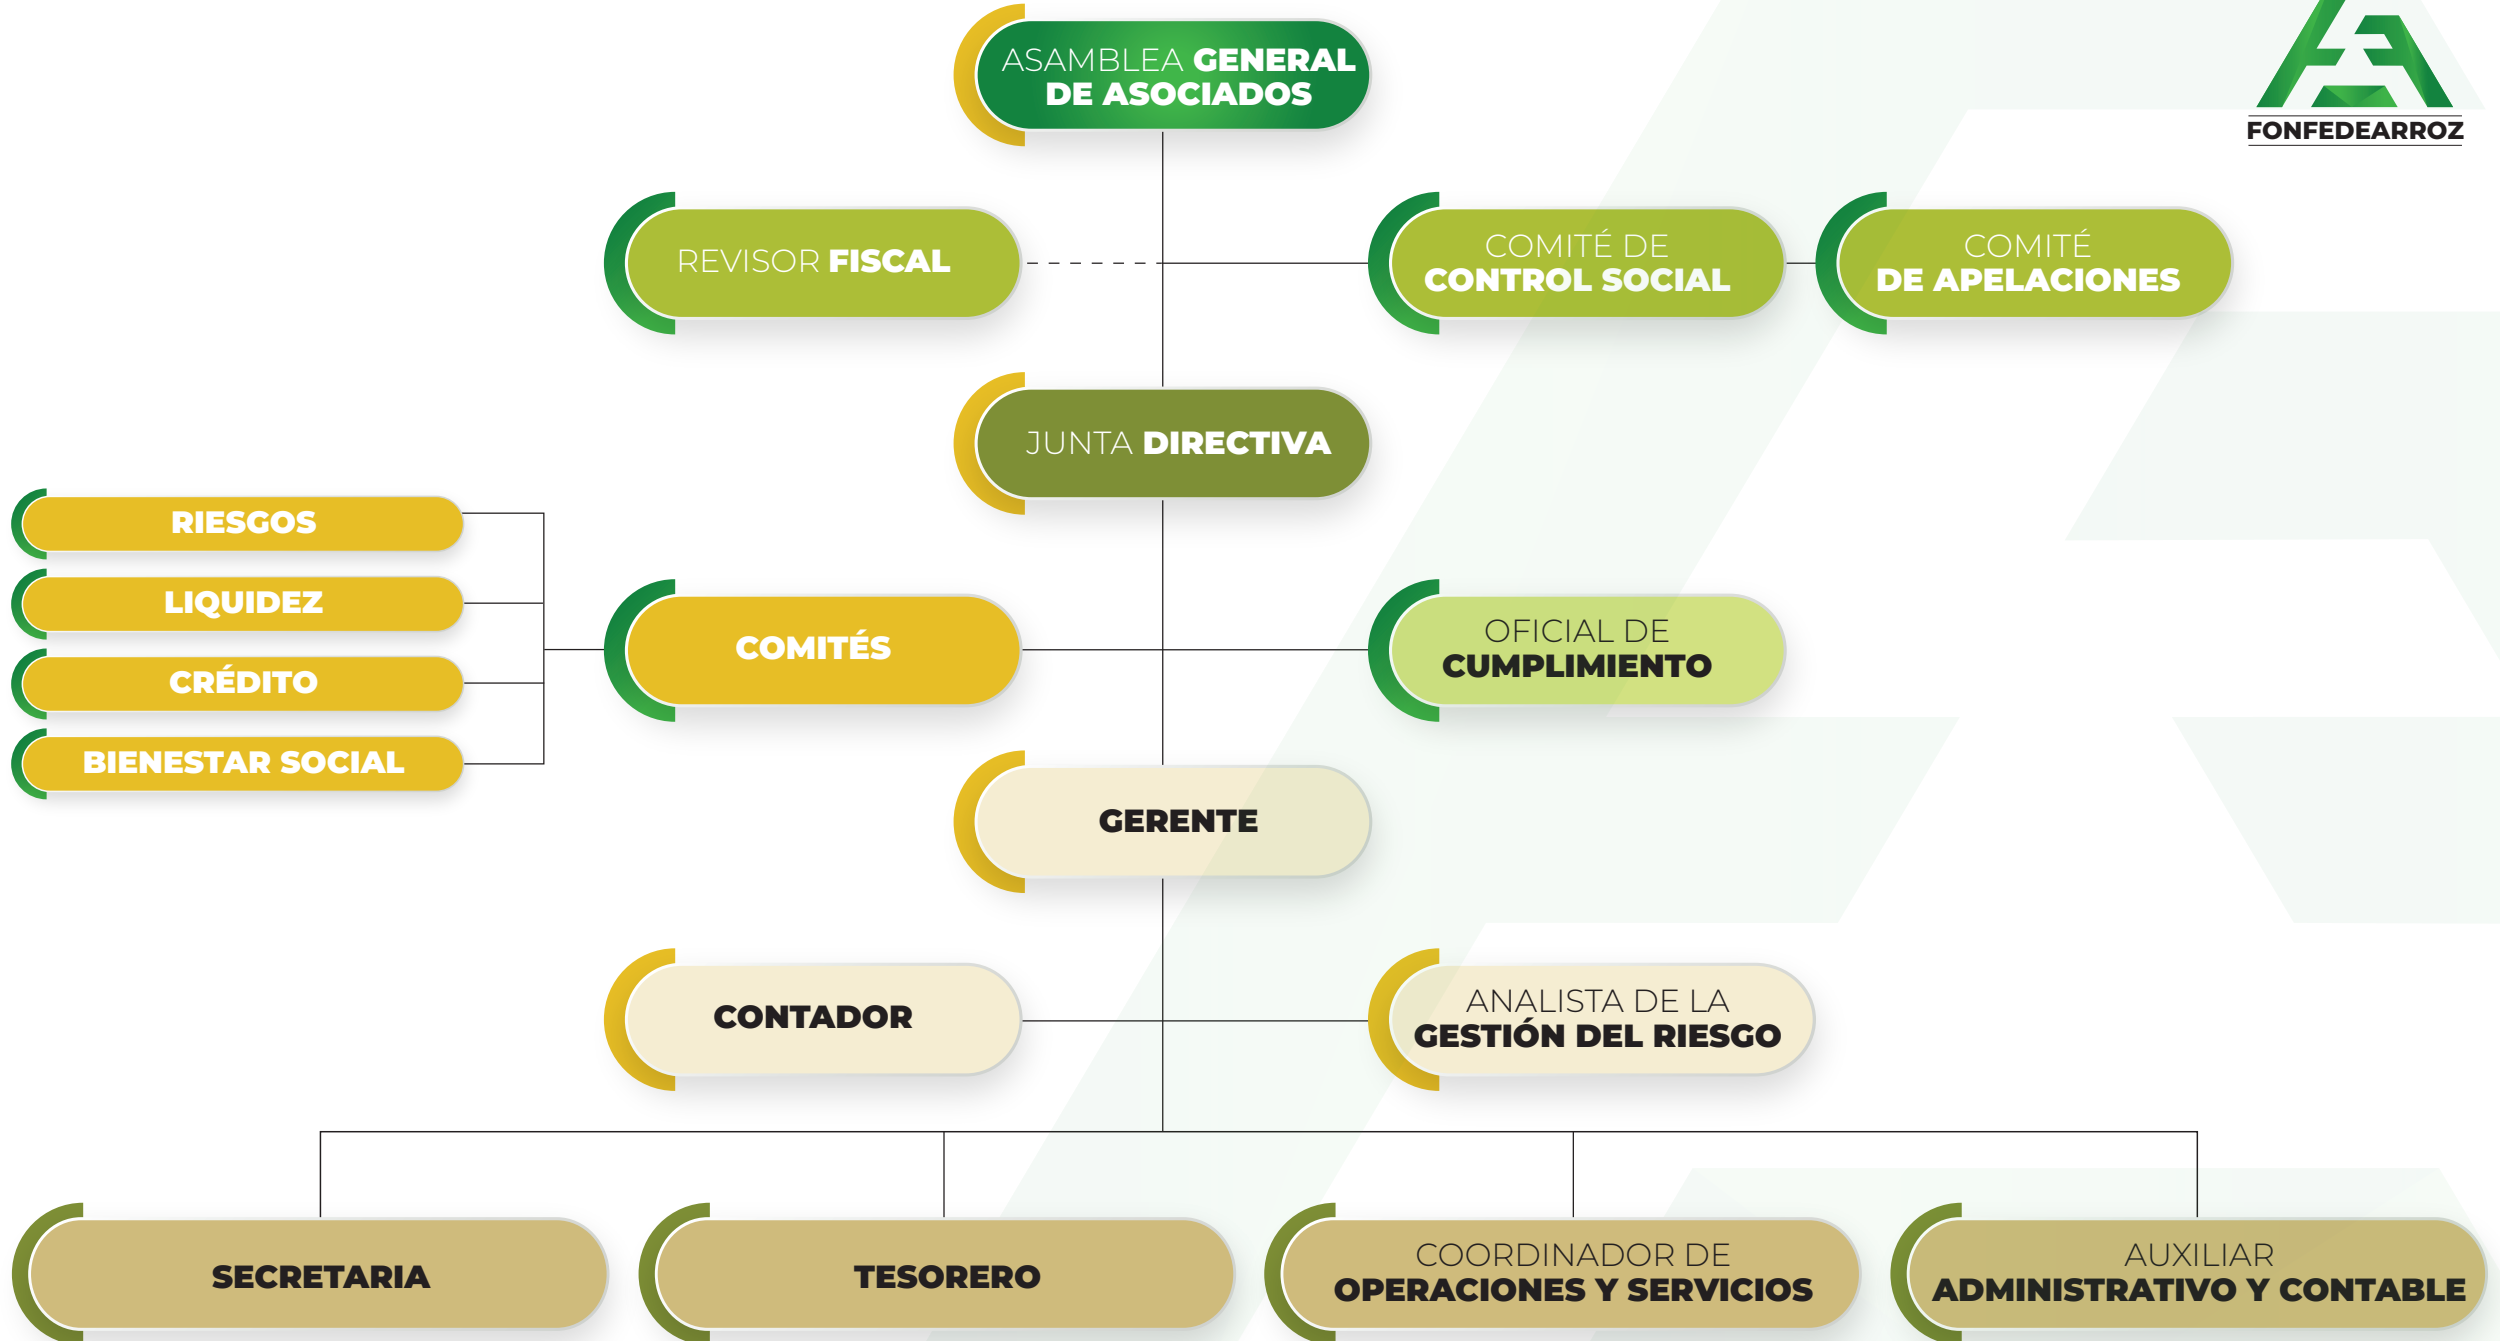 ASAMBLEA GENERAL
DE ASOCIADOS
FONFEDEARROZ
REVISOR FISCAL
COMITÉ DE
CONTROL SOCIAL
COMITÉ
DE APELACIONES
JUNTA DIRECTIVA
RIESGOS
LIQUIDEZ
CRÉDITO
BIENESTAR SOCIAL
COMITÉS
OFICIAL DE
CUMPLIMIENTO
GERENTE
CONTADOR
ANALISTA DE LA
GESTIÓN DEL RIESGO
SECRETARIA
TESORERO
COORDINADOR DE
OPERACIONES Y SERVICIOS
AUXILIAR
ADMINISTRATIVO Y CONTABLE